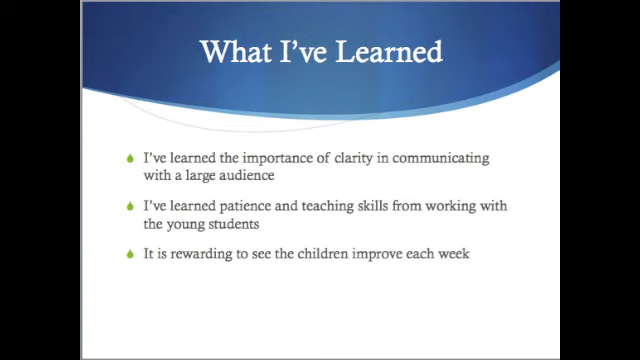 What I've Learned
I've learned the importance of clarity in communicating
with a large audience
I've learned patience and teaching skills from working with
the young students
It is rewarding to see the children improve each week